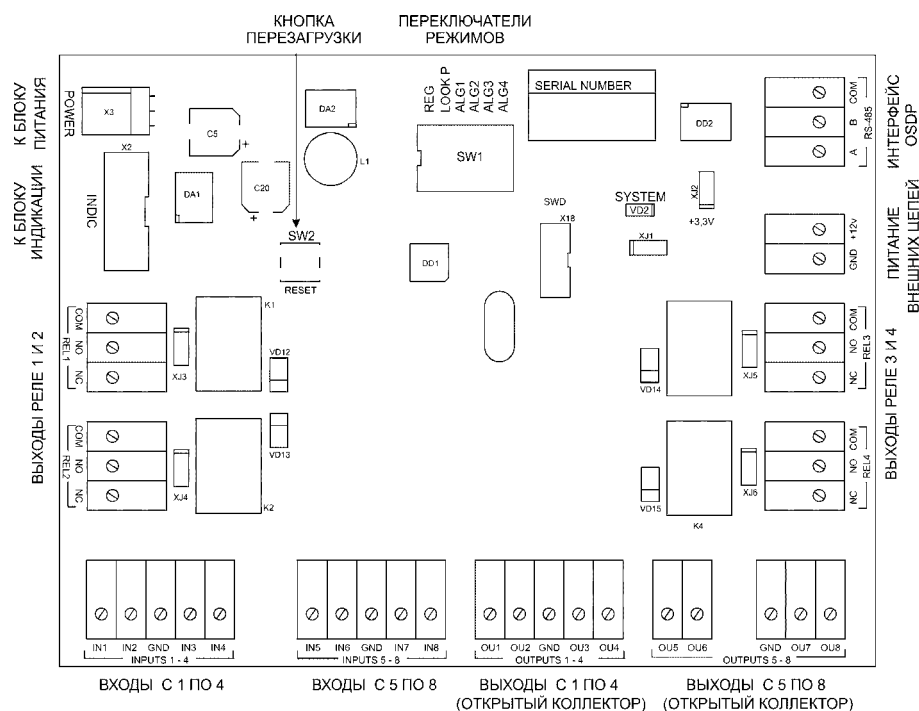 КНОПКА
ПЕРЕЗАГРУЗКИ
ПЕРЕКЛЮЧАТЕЛИ
РЕЖИМОВ
К БЛОКУ
ПИТАНИЯ
POWER
X3
C5
DA2
L1
REG
LOOK P
ALG1
ALG2
ALG3
ALG4
SW1
SERIAL NUMBER
DD2
COM
B
A
RS-485
ИНТЕРФЕЙС
OSDP
К БЛОКУ
ИНДИКАЦИИ
INDIC
X2
DA1
C20
SW2
RESET
DD1
SWD
X18
SYSTEM
VD2
XJ1
XJ2
+3,3V
+12v
GND
ПИТАНИЕ
ВНЕШНИХ ЦЕПЕЙ
ВЫХОДЫ РЕЛЕ 1 И 2
COM
NO
NC
REL1
XJ3
K1
VD12
COM
NO
NC
REL2
XJ4
K2
VD13
VD14
XJ5
COM
NO
NC
REL3
VD15
K4
XJ6
COM
NO
NC
REL4
ВЫХОДЫ РЕЛЕ 3 И 4
IN1 IN2 GND IN3 IN4
INPUTS 1 - 4
IN5 IN6 GND IN7 IN8
INPUTS 5 - 8
OU1 OU2 GND OU3 OU4
OUTPUTS 1 - 4
OU5 OU6 GND OU7 OU8
OUTPUTS 5 - 8
ВХОДЫ С 1 ПО 4
ВХОДЫ С 5 ПО 8
ВЫХОДЫ С 1 ПО 4
(ОТКРЫТЫЙ КОЛЛЕКТОР)
ВЫХОДЫ С 5 ПО 8
(ОТКРЫТЫЙ КОЛЛЕКТОР)